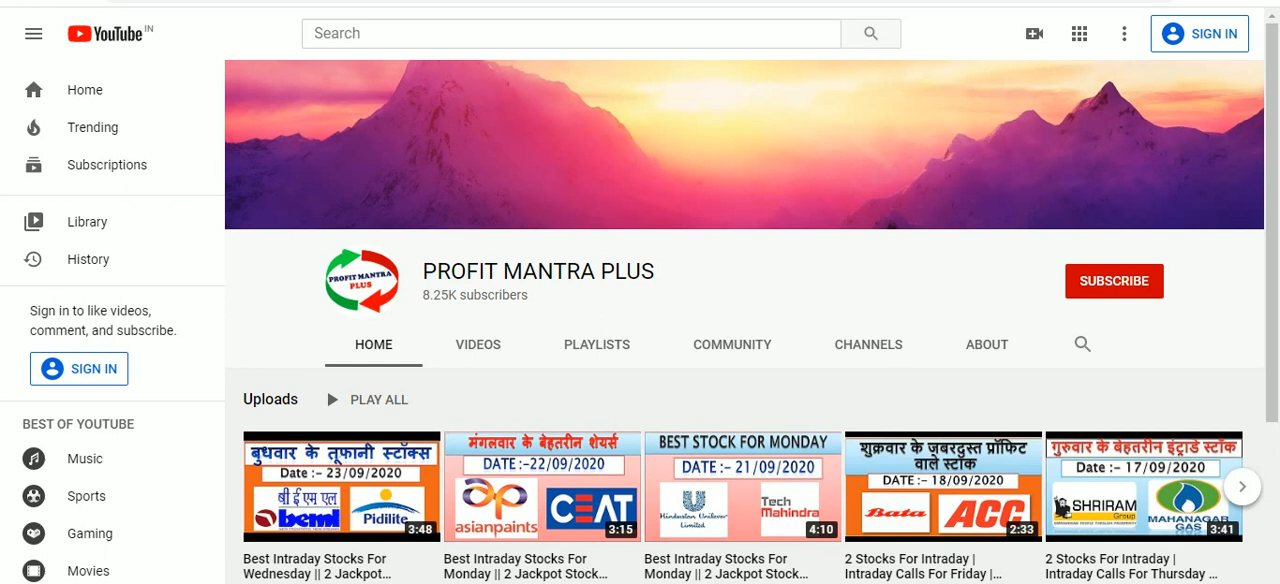 YouTube IN
Search
SIGN IN
Home
Trending
Subscriptions
Library
History
Sign in to like videos,
comment, and subscribe.
SIGN IN
BEST OF YOUTUBE
Music
Sports
Gaming
Movies
PROFIT MANTRA
PLUS
PROFIT MANTRA PLUS
8.25K subscribers
SUBSCRIBE
HOME VIDEOS PLAYLISTS COMMUNITY CHANNELS ABOUT
Uploads PLAY ALL
बुधवार के तूफानी स्टॉक्स
Date :– 23/09/2020
बी ई एम एल
beml
Pidilite
3:48
Best Intraday Stocks For
Wednesday || 2 Jackpot...
मंगलवार के बेहतरीन शेयर्स
DATE :–22/09/2020
asianpaints
CEAT
3:15
Best Intraday Stocks For
Monday || 2 Jackpot Stock...
BEST STOCK FOR MONDAY
DATE :– 21/09/2020
Hindustan Unilever
Limited
Tech
Mahindra
4:10
Best Intraday Stocks For
Monday || 2 Jackpot Stock...
शुक्रवार के जबरदुस्त प्रॉफिट
वाले स्टाक
DATE :– 18/09/2020
Bata
ACC
2:33
2 Stocks For Intraday |
Intraday Calls For Friday |...
गुरुवार के बेहतरीन इंट्राडे स्टॉक
Date :– 17/09/2020
SHRIRAM
Group
MAHANAGAR
GAS
3:41
2 Stocks For Intraday |
Intraday Calls For Thursday ...